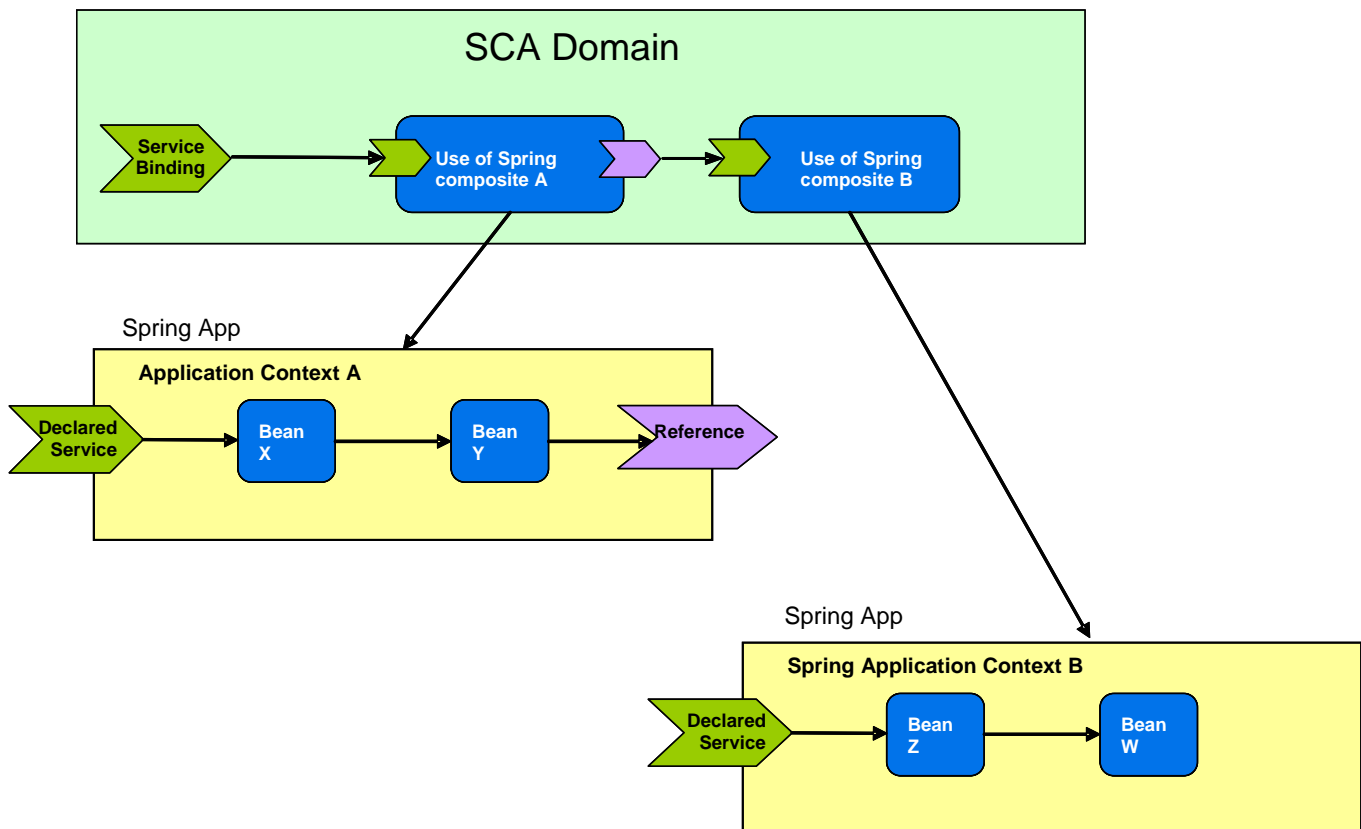 SCA Domain
Service
Binding
Use of Spring
composite A
Use of Spring
composite B
Spring App
Application Context A
Declared
Service
Bean
X
Bean
Y
Reference
Spring App
Spring Application Context B
Declared
Service
Bean
Z
Bean
W